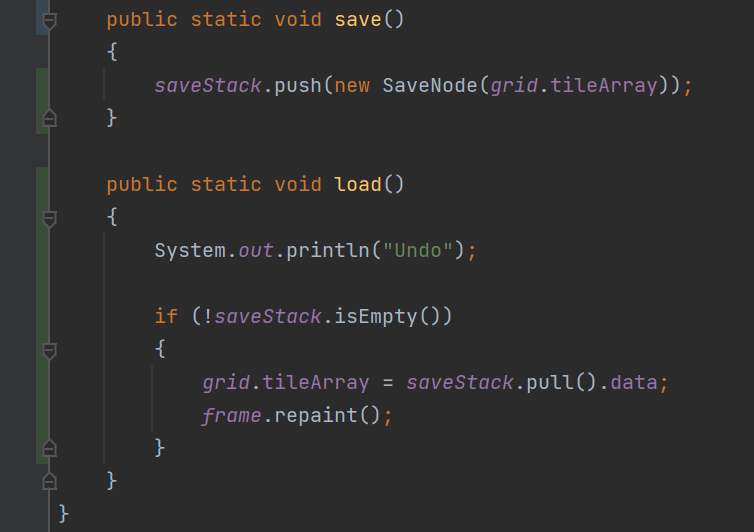 public static void save()
{
saveStack.push(new SaveNode(grid.tileArray));
}
public static void load()
{
System.out.println("Undo");
if (!saveStack.isEmpty())
{
grid.tileArray = saveStack.pull().data;
frame.repaint();
}
}
}